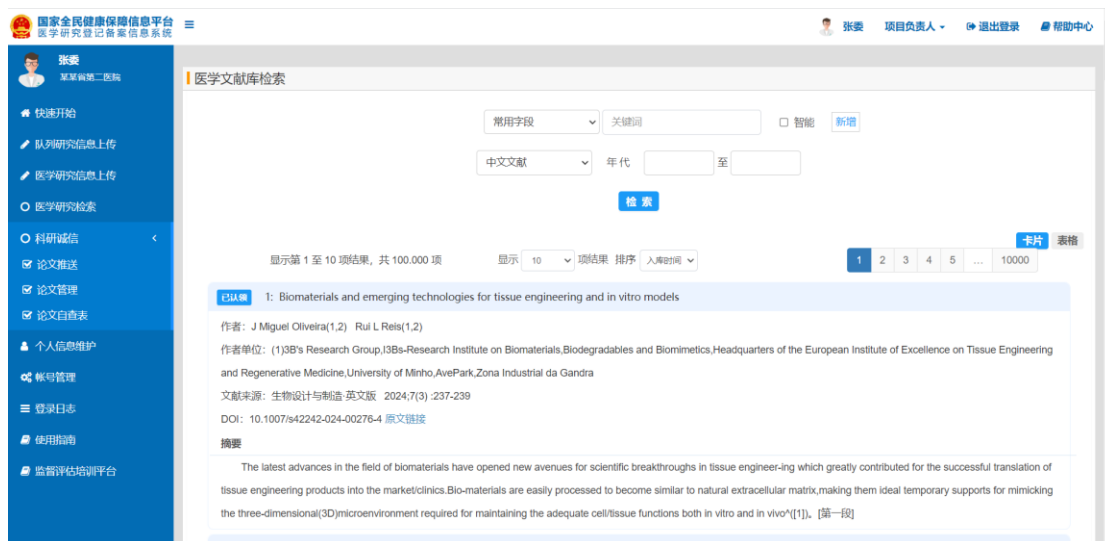 国家全民健康保障信息平台
医学研究登记备案信息系统
张委 项目负责人 退出登录 帮助中心
张委
某某省第二医院
快速开始
队列研究信息上传
医学研究信息上传
医学研究检索
科研诚信
论文推送
论文管理
论文自查表
个人信息维护
帐号管理
登录日志
使用指南
监督评估培训平台
医学文献库检索
常用字段 关键词 智能 新增
中文文献 年代 至
检 索
卡片 表格
显示第 1 至 10 项结果，共 100.000 项 显示 10 项结果 排序 入库时间 1 2 3 4 5 ... 10000
已认领 1: Biomaterials and emerging technologies for tissue engineering and in vitro models
作者：J Miguel Oliveira(1,2) Rui L Reis(1,2)
作者单位：(1)3B's Research Group,I3Bs-Research Institute on Biomaterials,Biodegradables and Biomimetics,Headquarters of the European Institute of Excellence on Tissue Engineering
and Regenerative Medicine,University of Minho,AvePark,Zona Industrial da Gandra
文献来源：生物设计与制造·英文版 2024;7(3) :237-239
DOI：10.1007/s42242-024-00276-4 原文链接
摘要
The latest advances in the field of biomaterials have opened new avenues for scientific breakthroughs in tissue engineer-ing which greatly contributed for the successful translation of
tissue engineering products into the market/clinics.Bio-materials are easily processed to become similar to natural extracellular matrix,making them ideal temporary supports for mimicking
the three-dimensional(3D)microenvironment required for maintaining the adequate cell/tissue functions both in vitro and in vivo^([1])。[第一段]